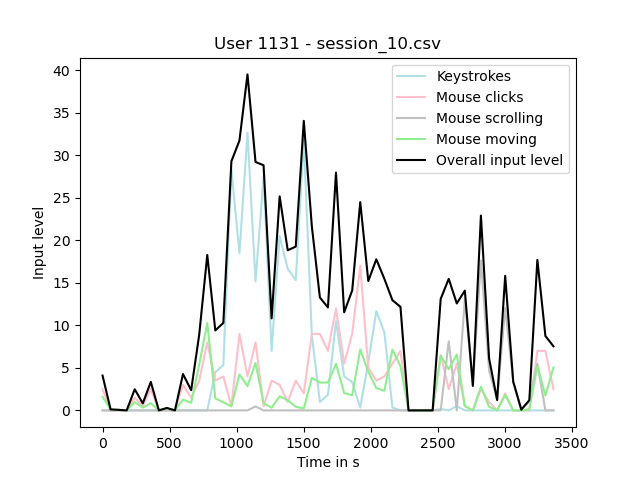 User 1131 - session_10.csv
Keystrokes
Mouse clicks
Mouse scrolling
Mouse moving
Overall input level
40
35
30
25
20
15
10
5
0
Input level
0 500 1000 1500 2000 2500 3000 3500
Time in s